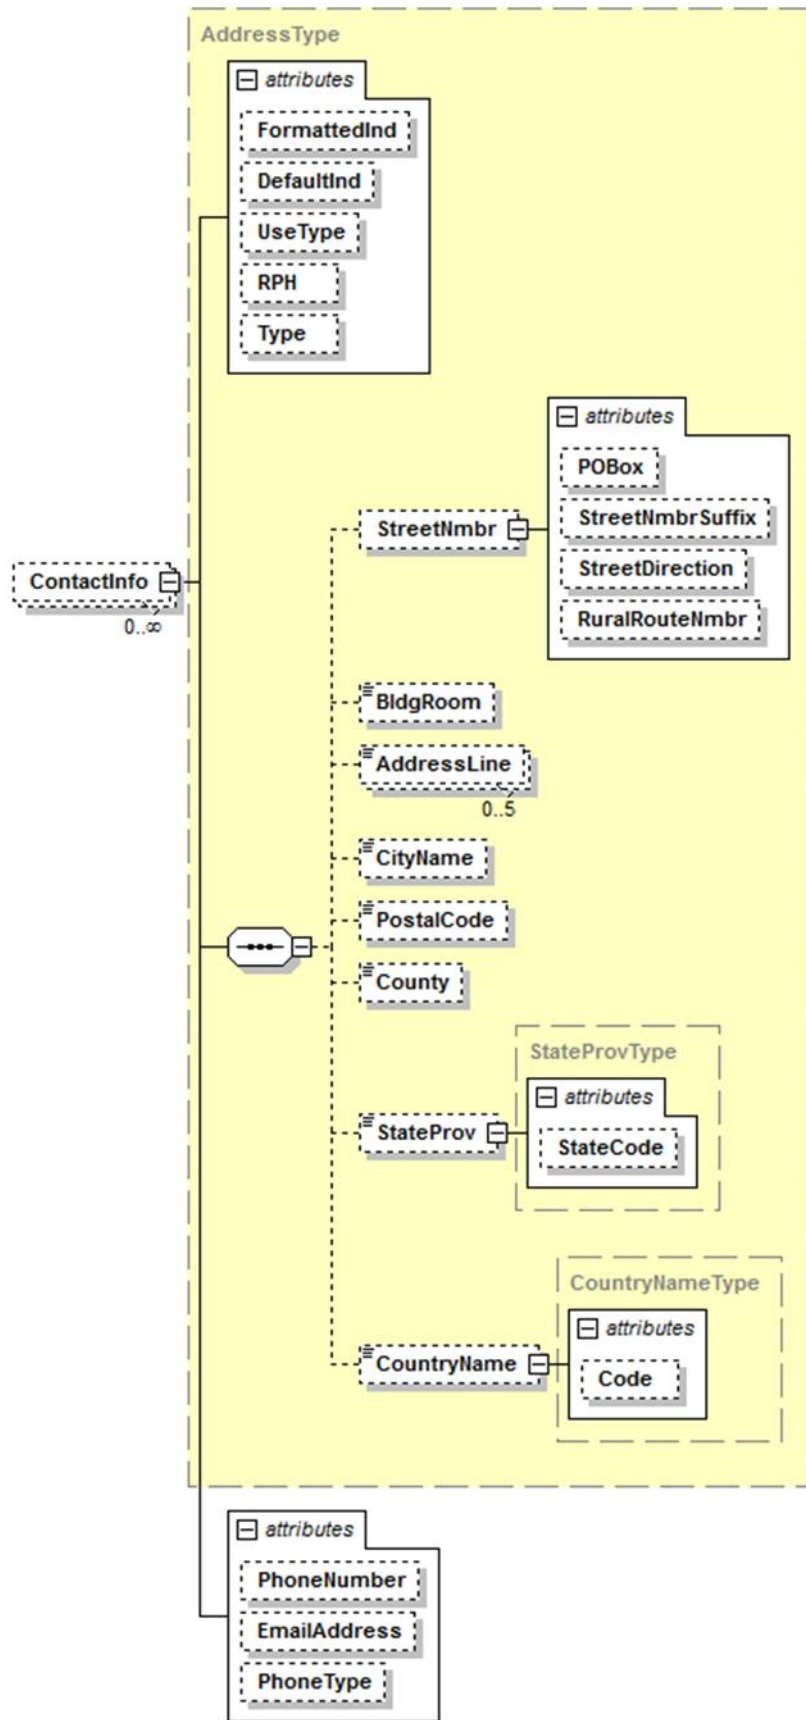 AddressType
attributes
FormattedInd
DefaultInd
UseType
RPH
Type
attributes
POBox
StreetNmbr
StreetNmbrSuffix
StreetDirection
RuralRouteNmbr
ContactInfo
0..∞
BldgRoom
AddressLine
0..5
CityName
PostalCode
County
StateProvType
attributes
StateProv
StateCode
CountryNameType
attributes
CountryName
Code
attributes
PhoneNumber
EmailAddress
PhoneType